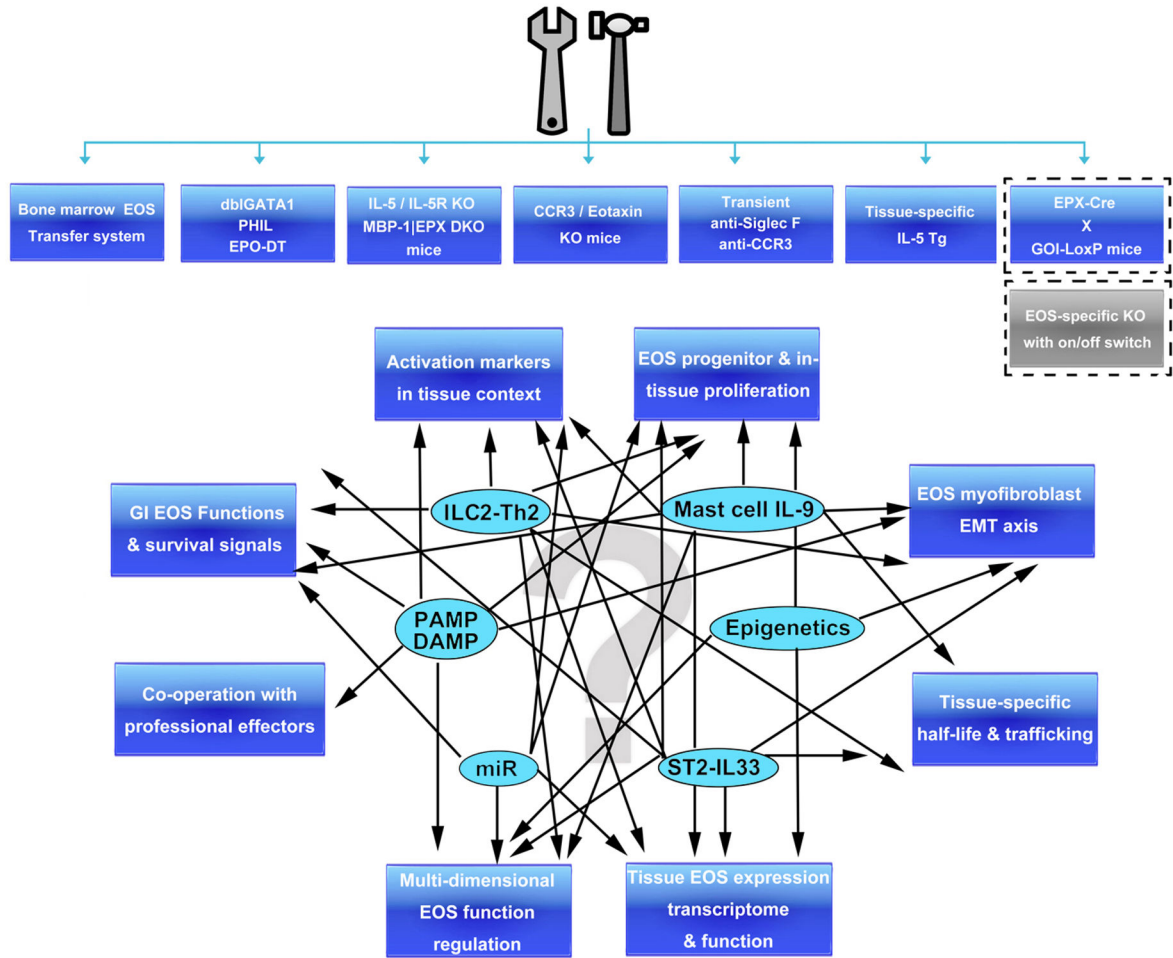 Bone marrow EOS
Transfer system
dblGATA1
PHIL
EPO-DT
IL-5 / IL-5R KO
MBP-1|EPX DKO
mice
CCR3 / Eotaxin
KO mice
Transient
anti-Siglec F
anti-CCR3
Tissue-specific
IL-5 Tg
EPX-Cre
X
GOI-LoxP mice
EOS-specific KO
with on/off switch
Activation markers
in tissue context
EOS progenitor & in-
tissue proliferation
GI EOS Functions
& survival signals
ILC2-Th2
Mast cell IL-9
EOS myofibroblast
EMT axis
PAMP
DAMP
?
Epigenetics
Co-operation with
professional effectors
Tissue-specific
half-life & trafficking
miR
ST2-IL33
Multi-dimensional
EOS function
regulation
Tissue EOS expression
transcriptome
& function